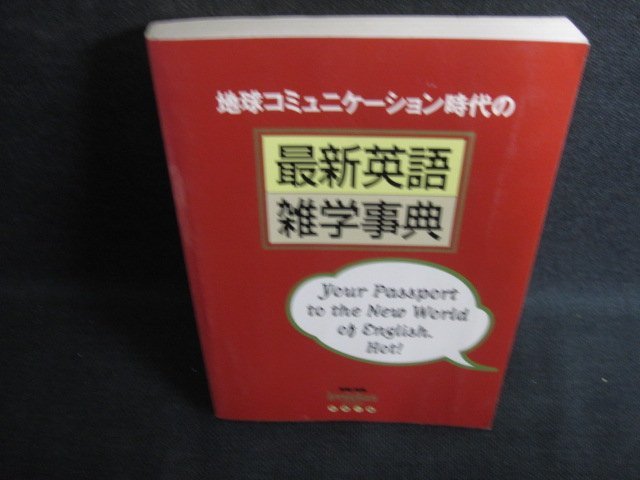 地球コミュニケーション時代の
最新英語
雑学事典
Your Passport
to the New World
of English.
Hot!